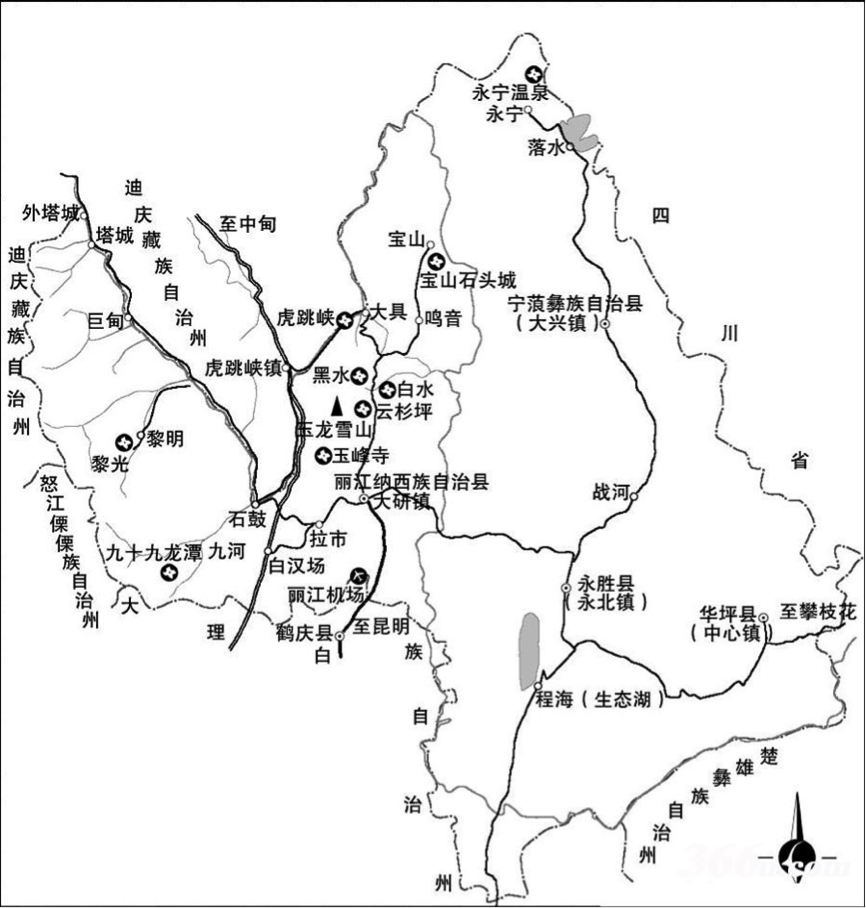 永宁温泉
永宁
落水
外塔城
塔城
迪庆藏族自治州
至中甸
宝山
宝山石头城
四川省
迪庆藏族自治州
巨甸
虎跳峡
大具
鸣音
宁蒗彝族自治县
（大兴镇）
虎跳峡镇
黑水
白水
云杉坪
玉龙雪山
黎明
黎光
玉峰寺
丽江纳西族自治县
大研镇
战河
怒江傈僳族自治州
石鼓
拉市
九十九龙潭
九河
白汉场
丽江机场
永胜县
（永北镇）
华坪县
（中心镇）
至攀枝花
大理白族自治州
鹤庆县
至昆明
程海（生态湖）
楚雄彝族自治州